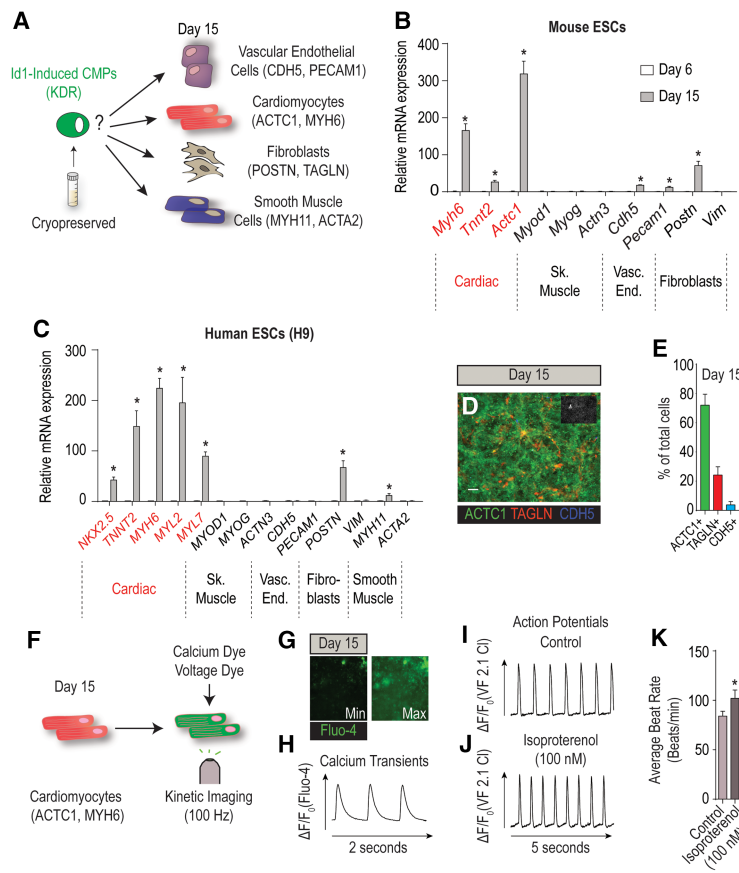 A
Day 15
Id1-Induced CMPs
(KDR)
?
Cryopreserved
Vascular Endothelial
Cells (CDH5, PECAM1)
Cardiomyocytes
(ACTC1, MYH6)
Fibroblasts
(POSTN, TAGLN)
Smooth Muscle
Cells (MYH11, ACTA2)
B
Mouse ESCs
Relative mRNA expression
400
300
200
100
0
Day 6
Day 15
* * * * * *
Myh6 Tnnt2 Actc1 Myod1 Myog Actn3 Cdh5 Pecam1 Postn Vim
Cardiac
Sk.
Muscle
Vasc.
End.
Fibroblasts
C
Human ESCs (H9)
Relative mRNA expression
300
200
100
0
* * * * * * *
NKX2.5 TNNT2 MYH6 MYL2 MYL7 MYOD1 MYOG ACTN3 CDH5 PECAM1 POSTN VIM MYH11 ACTA2
Cardiac
Sk.
Muscle
Vasc.
End.
Fibro-
blasts
Smooth
Muscle
Day 15
D
ACTC1 TAGLN CDH5
E
Day 15
% of total cells
100
80
60
40
20
0
ACTC1+ TAGLN+ CDH5+
F
Day 15
Calcium Dye
Voltage Dye
Cardiomyocytes
(ACTC1, MYH6)
Kinetic Imaging
(100 Hz)
G
Day 15
Min
Max
Fluo-4
H
Calcium Transients
ΔF/F0(Fluo-4)
2 seconds
I
Action Potentials
Control
ΔF/F0(VF 2.1 Cl)
J
Isoproterenol
(100 nM)
ΔF/F0(VF 2.1 Cl)
5 seconds
K
Average Beat Rate
(Beats/min)
150
100
50
0
*
Control
Isoproterenol
(100 nM)